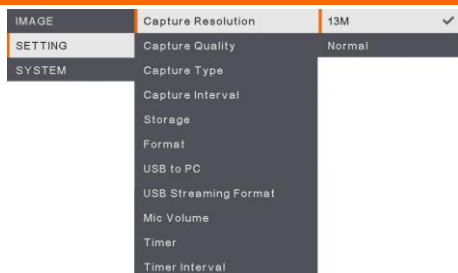 IMAGE
SETTING
SYSTEM
Capture Resolution
Capture Quality
Capture Type
Capture Interval
Storage
Format
USB to PC
USB Streaming Format
Mic Volume
Timer
Timer Interval
13M
Normal